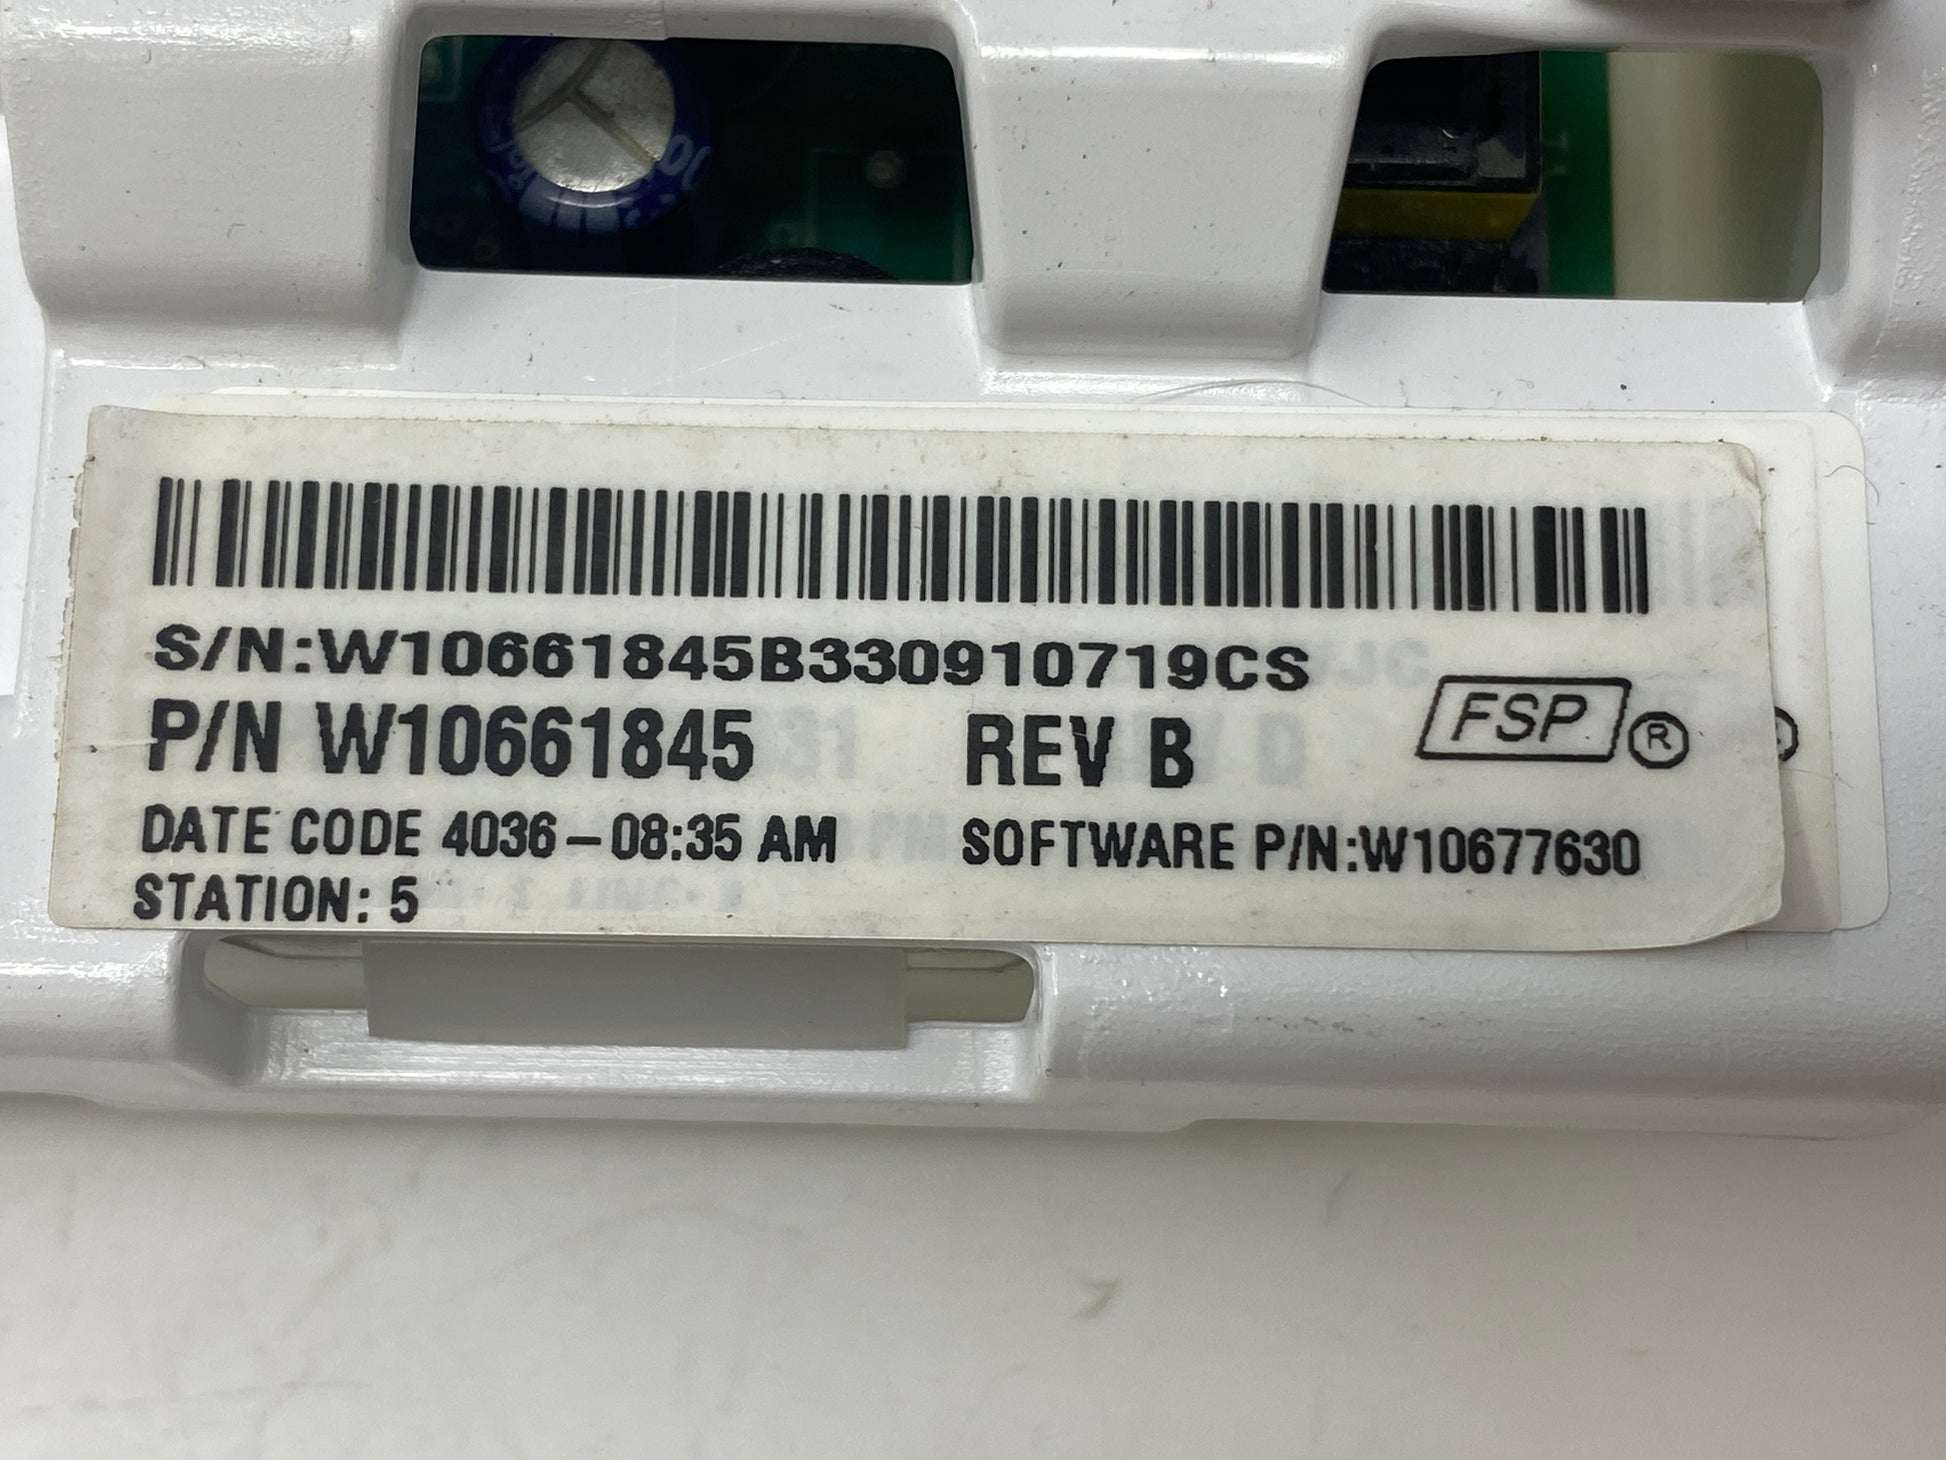 S/N:W10661845B330910719CS
P/N W10661845 REV B FSP ®
DATE CODE 4036-08:35 AM SOFTWARE P/N:W10677630
STATION: 5